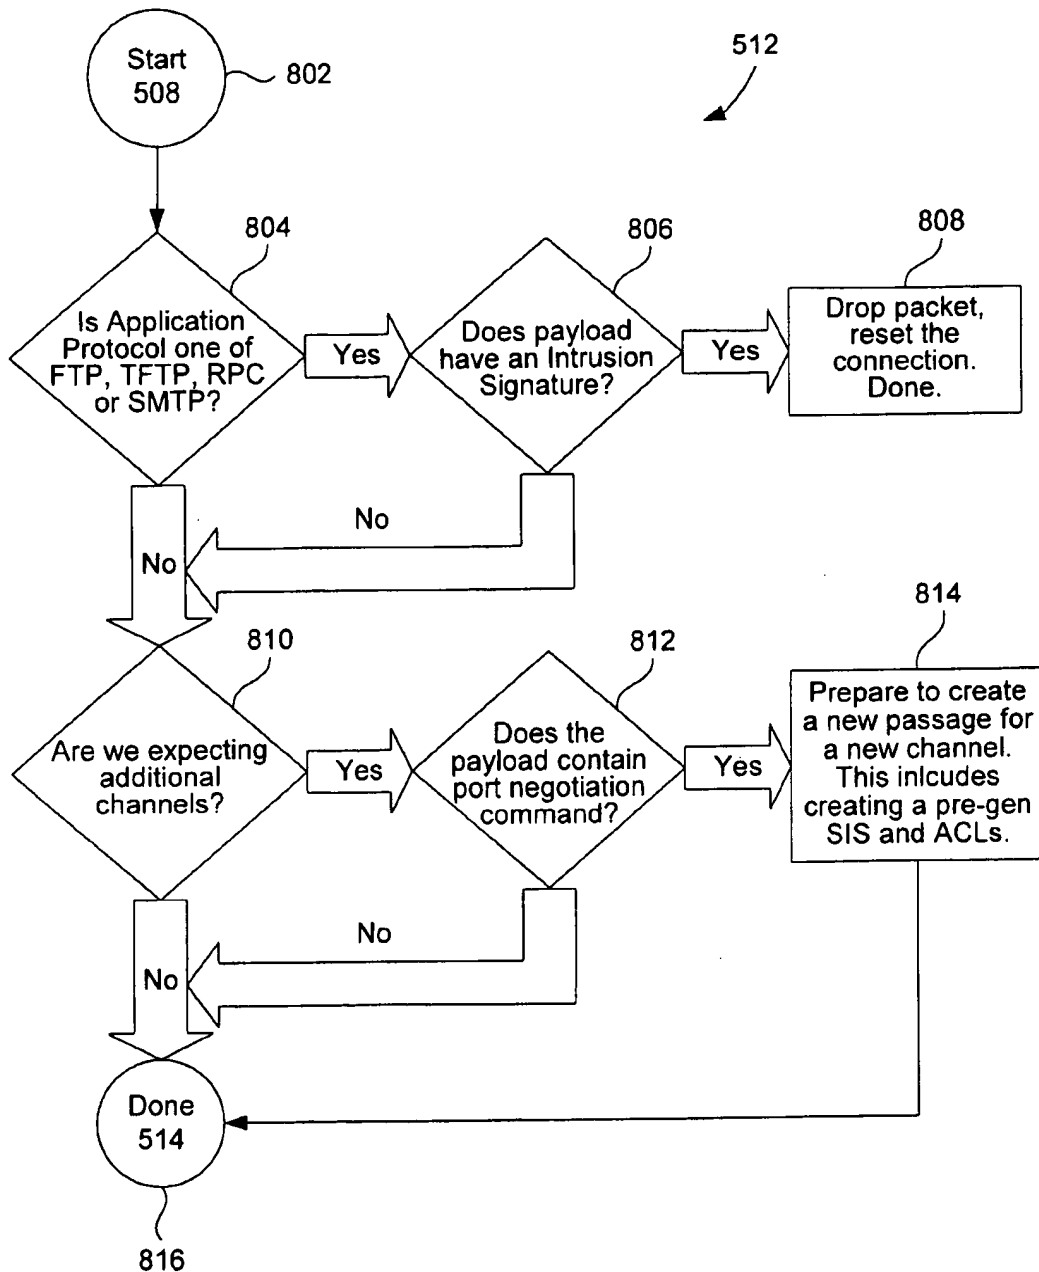 Start
508
802
512
804
806
808
Is Application
Protocol one of
FTP, TFTP, RPC
or SMTP?
Yes
Does payload
have an Intrusion
Signature?
Yes
Drop packet,
reset the
connection.
Done.
No
No
810
812
814
Are we expecting
additional
channels?
Yes
Does the
payload contain
port negotiation
command?
Yes
Prepare to create
a new passage for
a new channel.
This inlcudes
creating a pre-gen
SIS and ACLs.
No
No
Done
514
816